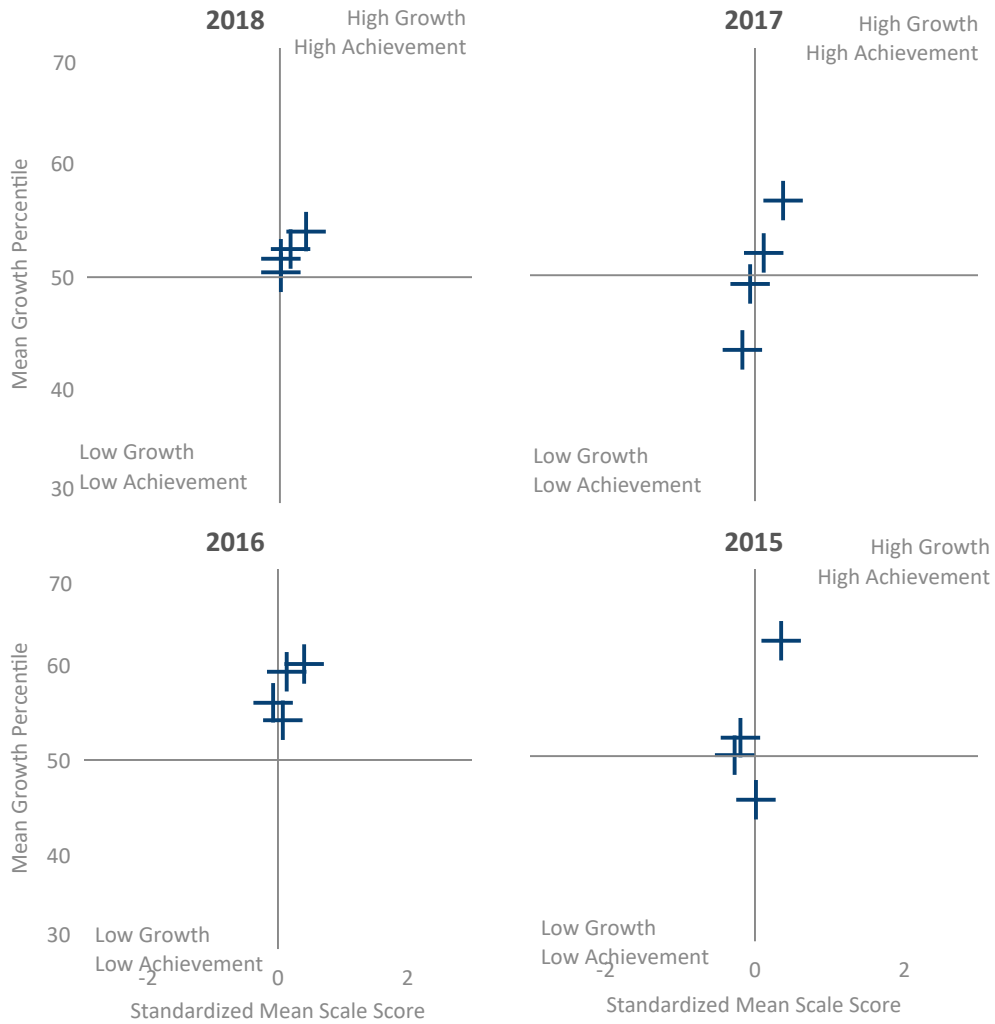 2018
High Growth
High Achievement
70
60
50
40
30
Mean Growth Percentile
Low Growth
Low Achievement
2017
High Growth
High Achievement
Low Growth
Low Achievement
2016
70
60
50
40
30
Mean Growth Percentile
Low Growth
Low Achievement
-2
0
2
Standardized Mean Scale Score
2015
High Growth
High Achievement
Low Growth
Low Achievement
-2
0
2
Standardized Mean Scale Score